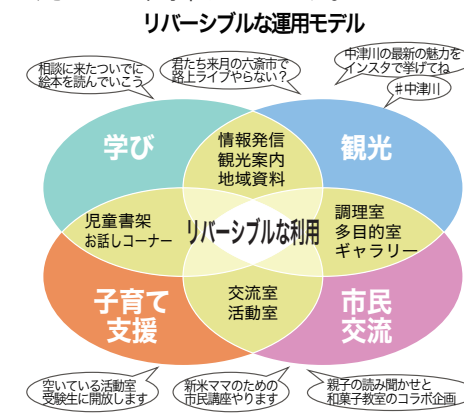 リバーシブルな運用モデル
相談に来たついでに
絵本を読んでいこう
君たち来月の六斎市で
路上ライブやらない？
中津川の最新の魅力を
インスタで挙げてね
♯中津川
学び
情報発信
観光案内
地域資料
観光
児童書架
お話しコーナー
リバーシブルな利用
調理室
多目的室
ギャラリー
子育て
支援
交流室
活動室
市民
交流
空いている活動室
受験生に開放します
新米ママのための
市民講座やります
親子の読み聞かせと
和菓子教室のコラボ企画